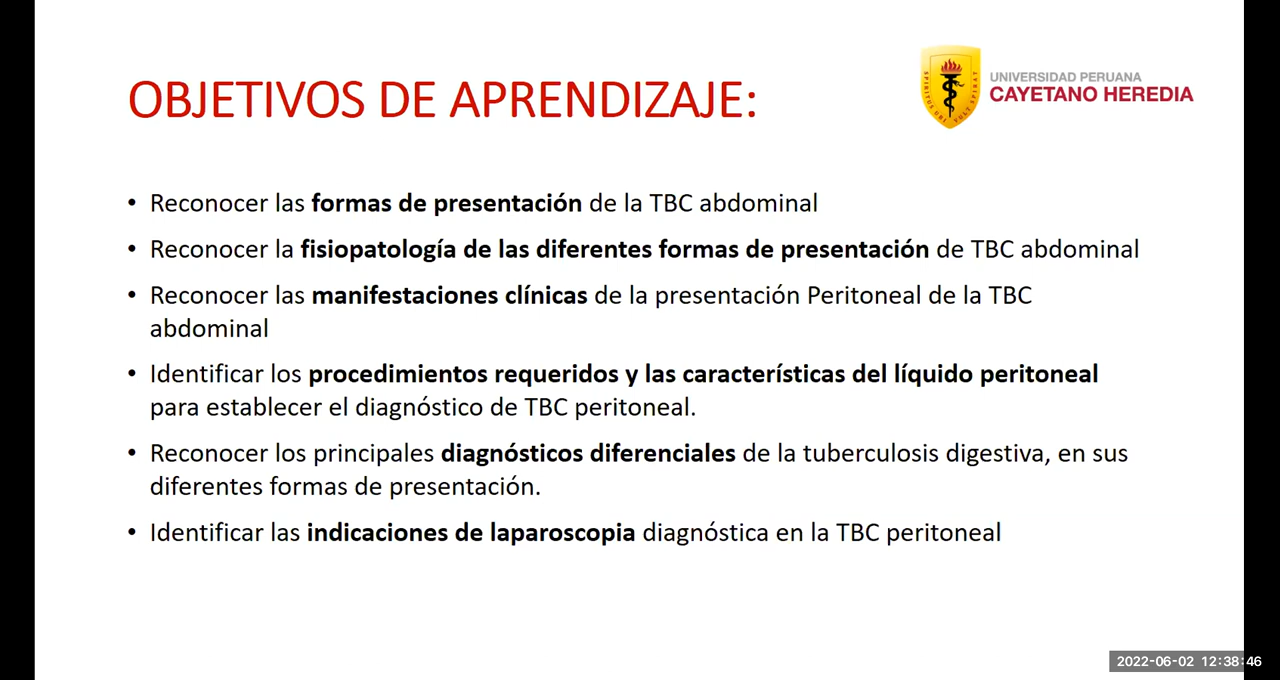 OBJETIVOS DE APRENDIZAJE:
UNIVERSIDAD PERUANA
CAYETANO HEREDIA
SPIRITUS DEI VULT SPIRAT
• Reconocer las formas de presentación de la TBC abdominal
• Reconocer la fisiopatología de las diferentes formas de presentación de TBC abdominal
• Reconocer las manifestaciones clínicas de la presentación Peritoneal de la TBC
abdominal
• Identificar los procedimientos requeridos y las características del líquido peritoneal
para establecer el diagnóstico de TBC peritoneal.
• Reconocer los principales diagnósticos diferenciales de la tuberculosis digestiva, en sus
diferentes formas de presentación.
• Identificar las indicaciones de laparoscopia diagnóstica en la TBC peritoneal
2022-06-02 12:38:46